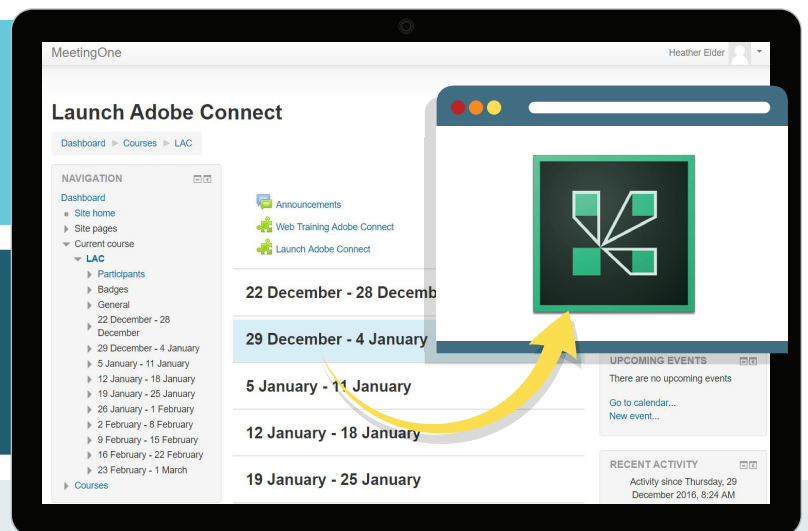 MeetingOne
Heather Elder
Launch Adobe Connect
Dashboard
Courses
LAC
NAVIGATION
Dashboard
Site home
Site pages
Current course
LAC
Participants
Badges
General
22 December - 28
December
29 December - 4 January
5 January - 11 January
12 January - 18 January
19 January - 25 January
26 January - 1 February
2 February - 8 February
9 February - 15 February
16 February - 22 February
23 February - 1 March
Courses
Announcements
Web Training Adobe Connect
Launch Adobe Connect
22 December - 28 Decemb
29 December - 4 January
5 January - 11 January
12 January - 18 January
19 January - 25 January
UPCOMING EVENTS
There are no upcoming events
Go to calendar...
New event...
RECENT ACTIVITY
Activity since Thursday, 29
December 2016, 8:24 AM